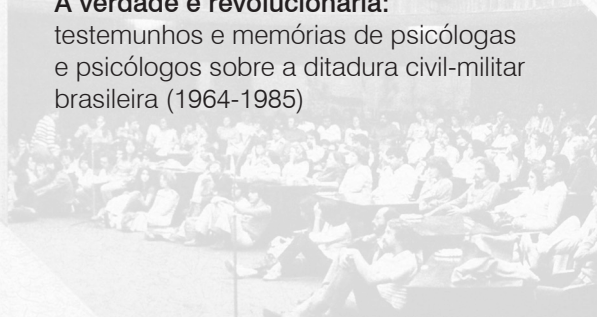 A verdade é revolucionária:
testemunhos e memórias de psicólogas
e psicólogos sobre a ditadura civil-militar
brasileira (1964-1985)